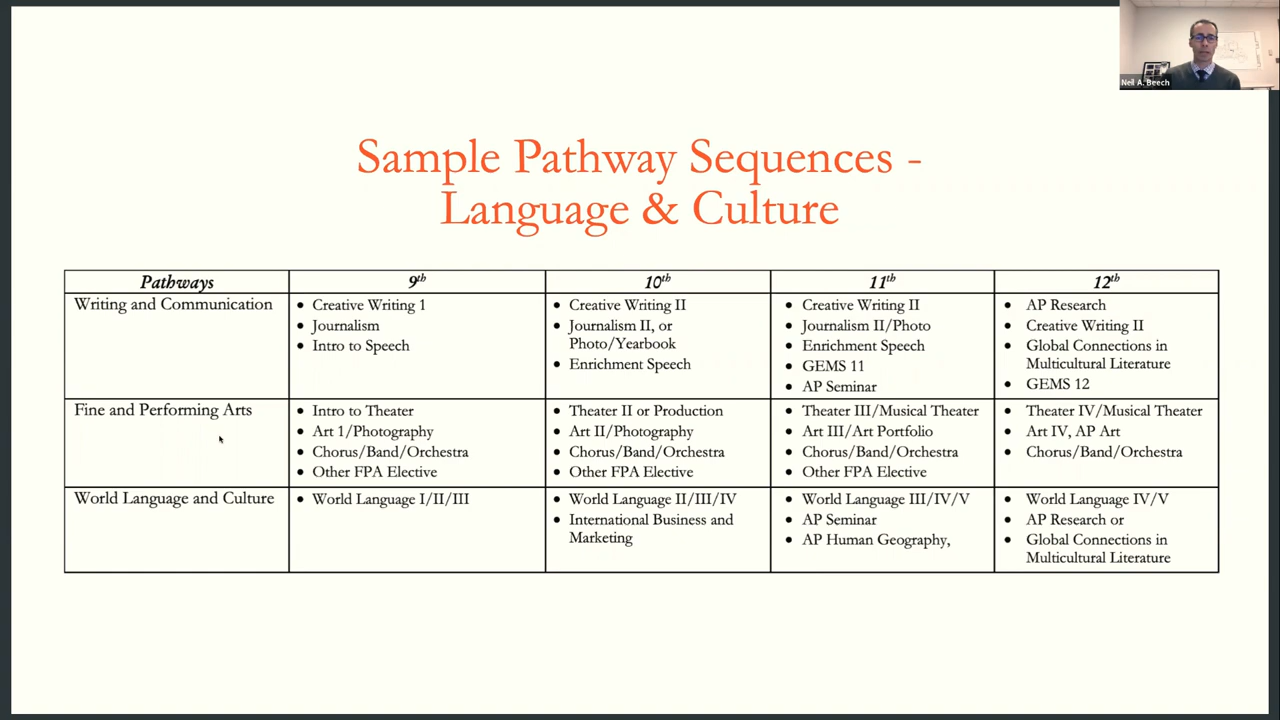 Neil A. Beech
Sample Pathway Sequences -
Language & Culture
Pathways 9th 10th 11th 12th
Writing and Communication
• Creative Writing 1
• Journalism
• Intro to Speech
• Creative Writing II
• Journalism II, or
Photo/Yearbook
• Enrichment Speech
• Creative Writing II
• Journalism II/Photo
• Enrichment Speech
• GEMS 11
• AP Seminar
• AP Research
• Creative Writing II
• Global Connections in
Multicultural Literature
• GEMS 12
Fine and Performing Arts
• Intro to Theater
• Art 1/Photography
• Chorus/Band/Orchestra
• Other FPA Elective
• Theater II or Production
• Art II/Photography
• Chorus/Band/Orchestra
• Other FPA Elective
• Theater III/Musical Theater
• Art III/Art Portfolio
• Chorus/Band/Orchestra
• Other FPA Elective
• Theater IV/Musical Theater
• Art IV, AP Art
• Chorus/Band/Orchestra
World Language and Culture
• World Language I/II/III
• World Language II/III/IV
• International Business and
Marketing
• World Language III/IV/V
• AP Seminar
• AP Human Geography,
• World Language IV/V
• AP Research or
• Global Connections in
Multicultural Literature